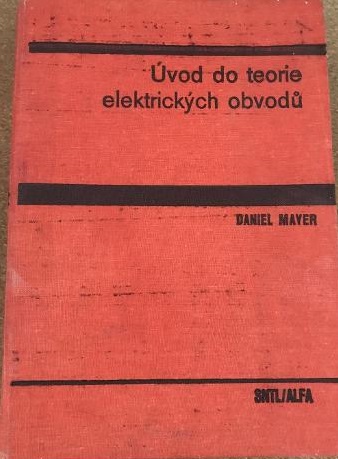 Úvod do teorie
elektrických obvodů
DANIEL MAYER
SNTL/ALFA